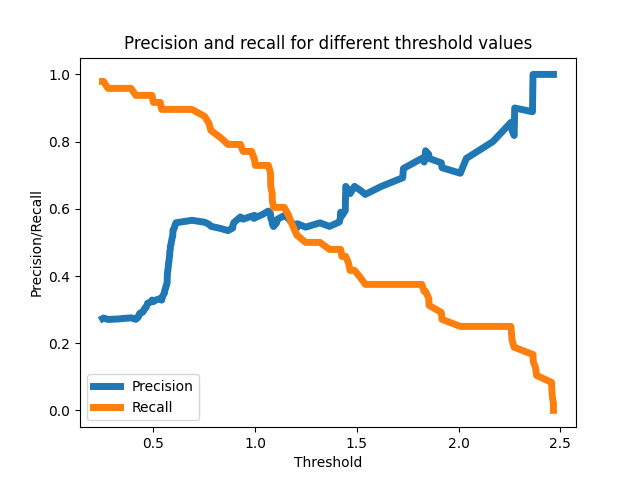 Precision and recall for different threshold values
1.0
0.8
0.6
0.4
0.2
0.0
Precision/Recall
Precision
Recall
0.5
1.0
1.5
2.0
2.5
Threshold